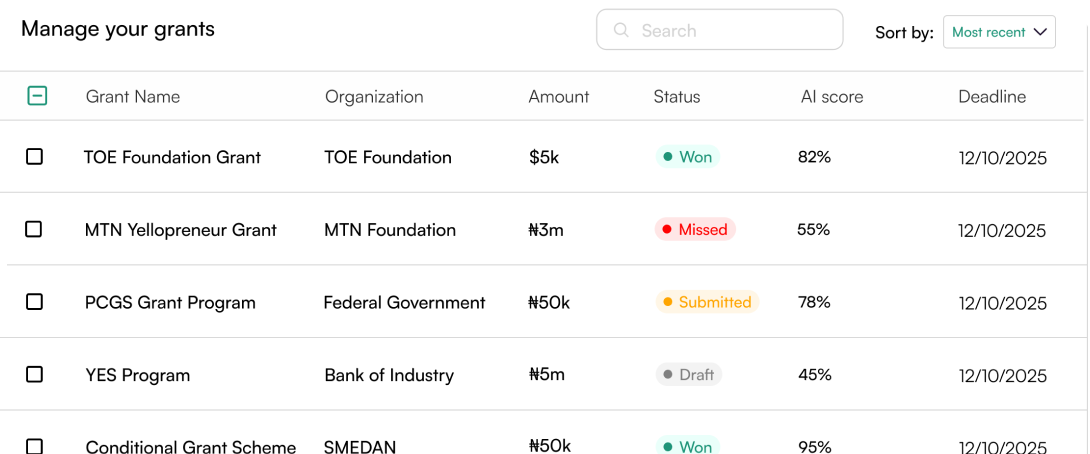 Manage your grants Search Sort by: Most recent
Grant Name Organization Amount Status AI score Deadline
TOE Foundation Grant TOE Foundation $5k Won 82% 12/10/2025
MTN Yellopreneur Grant MTN Foundation ₦3m Missed 55% 12/10/2025
PCGS Grant Program Federal Government ₦50k Submitted 78% 12/10/2025
YES Program Bank of Industry ₦5m Draft 45% 12/10/2025
Conditional Grant Scheme SMEDAN ₦50k Won 95% 12/10/2025